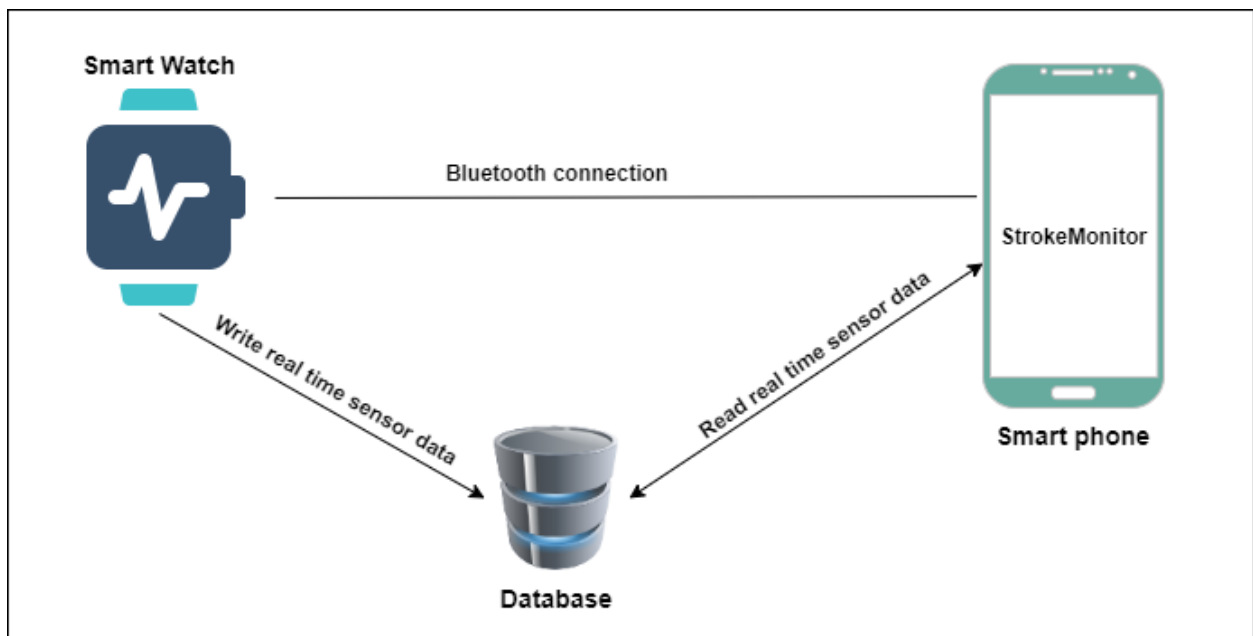 Smart Watch
Bluetooth connection
StrokeMonitor
Write real time sensor data
Read real time sensor data
Smart phone
Database